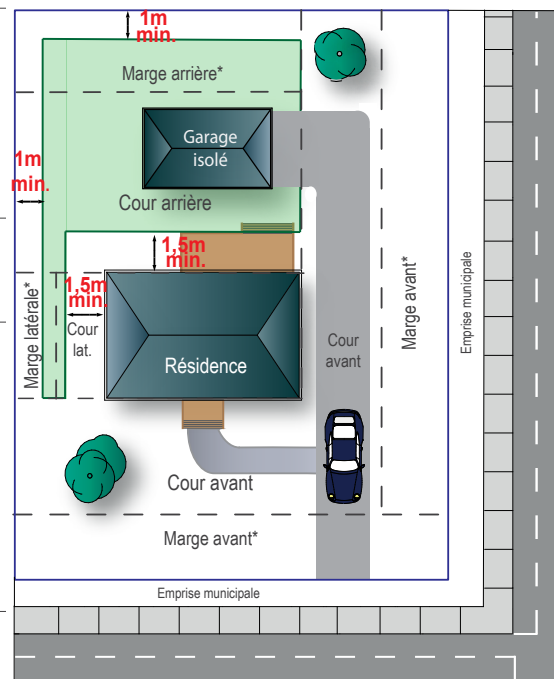 1m
min.
Marge arrière*
Garage
isolé
1m
min.
Cour arrière
1,5m
min.
1,5m
min.
Marge latérale*
Cour
lat.
Résidence
Cour
avant
Marge avant*
Emprise municipale
Cour avant
Marge avant*
Emprise municipale